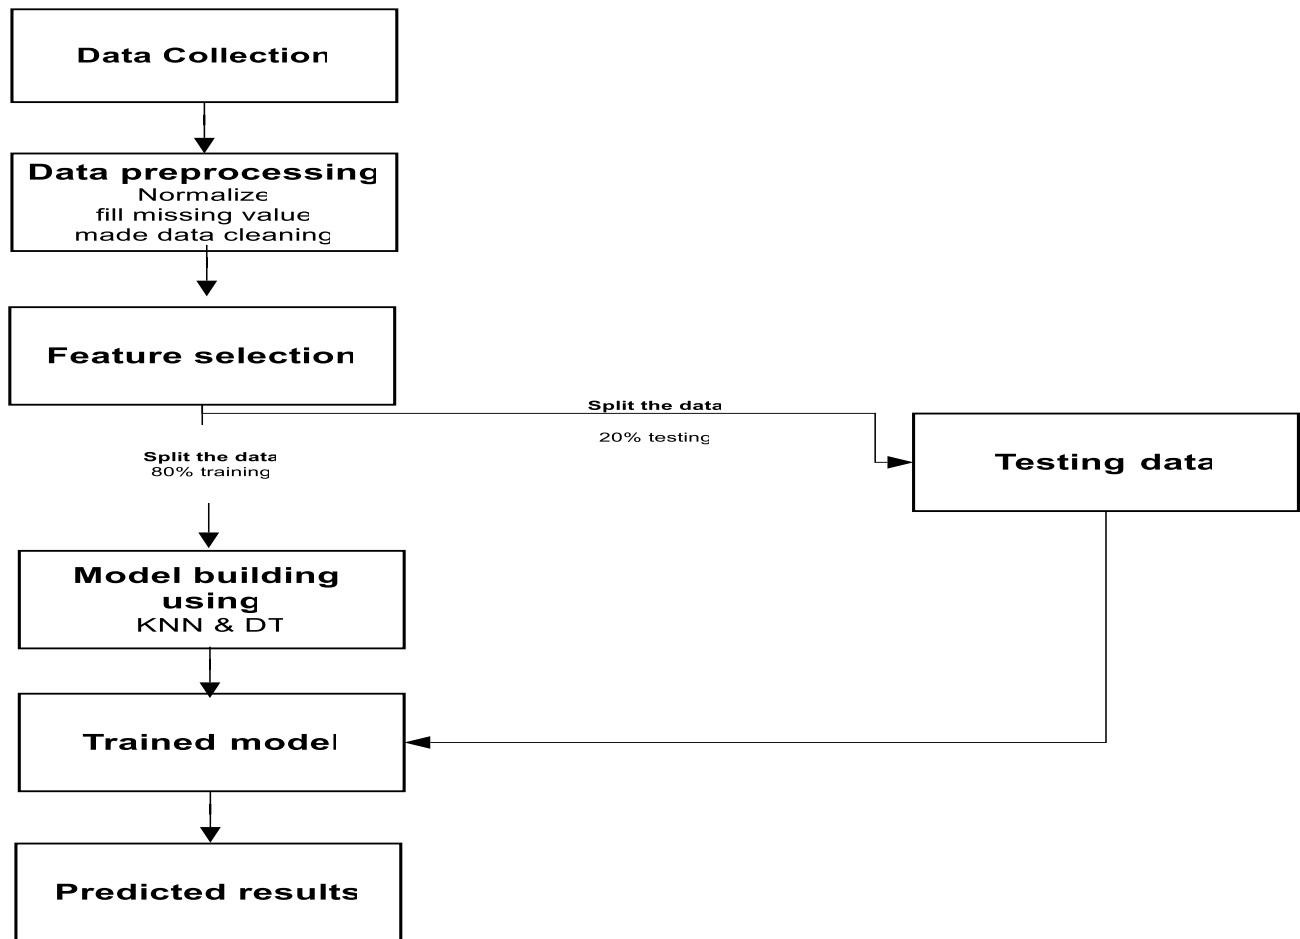 Data Collection
Data preprocessing
Normalize
fill missing value
made data cleaning
Feature selection
Split the data
20% testing
Split the data
80% training
Testing data
Model building
using
KNN & DT
Trained model
Predicted results